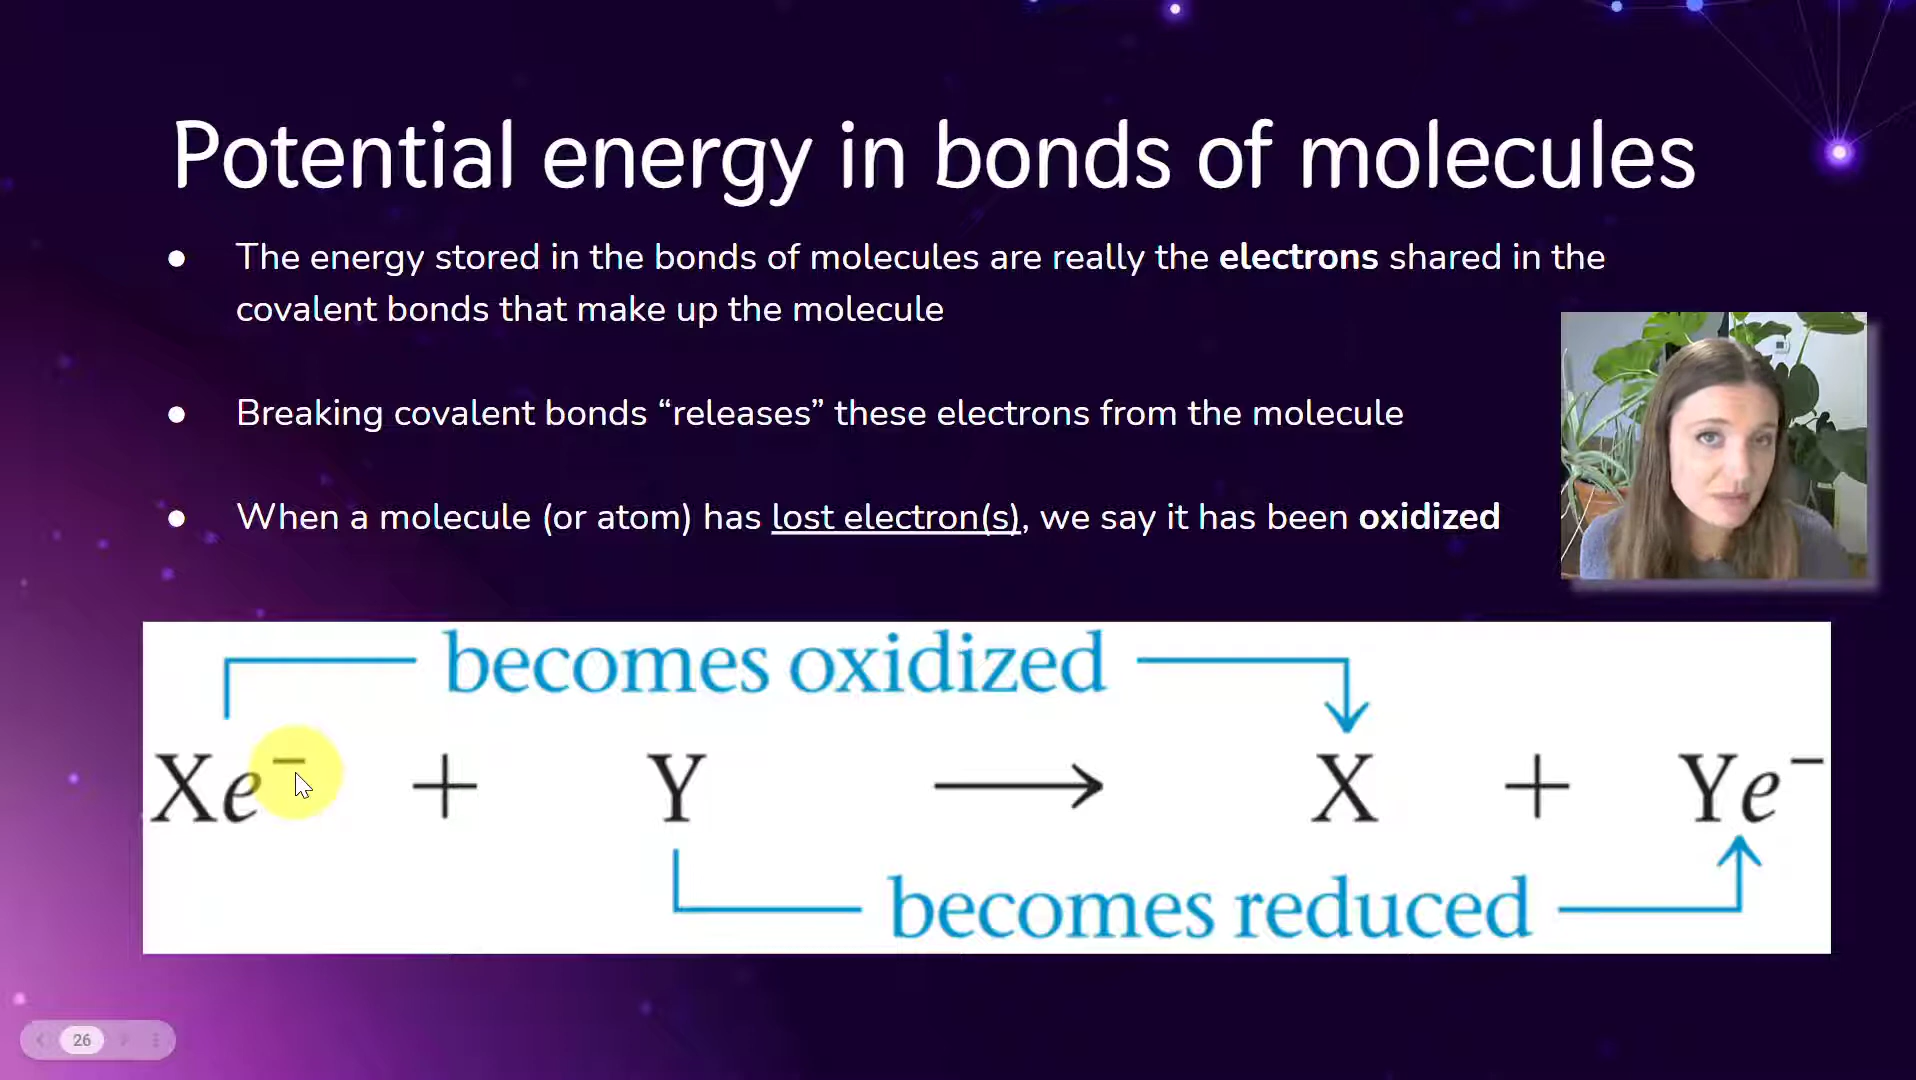 Potential energy in bonds of molecules
● The energy stored in the bonds of molecules are really the electrons shared in the
covalent bonds that make up the molecule
● Breaking covalent bonds “releases” these electrons from the molecule
● When a molecule (or atom) has lost electron(s), we say it has been oxidized
becomes oxidized
Xe⁻ + Y ⟶ X + Ye⁻
becomes reduced
26